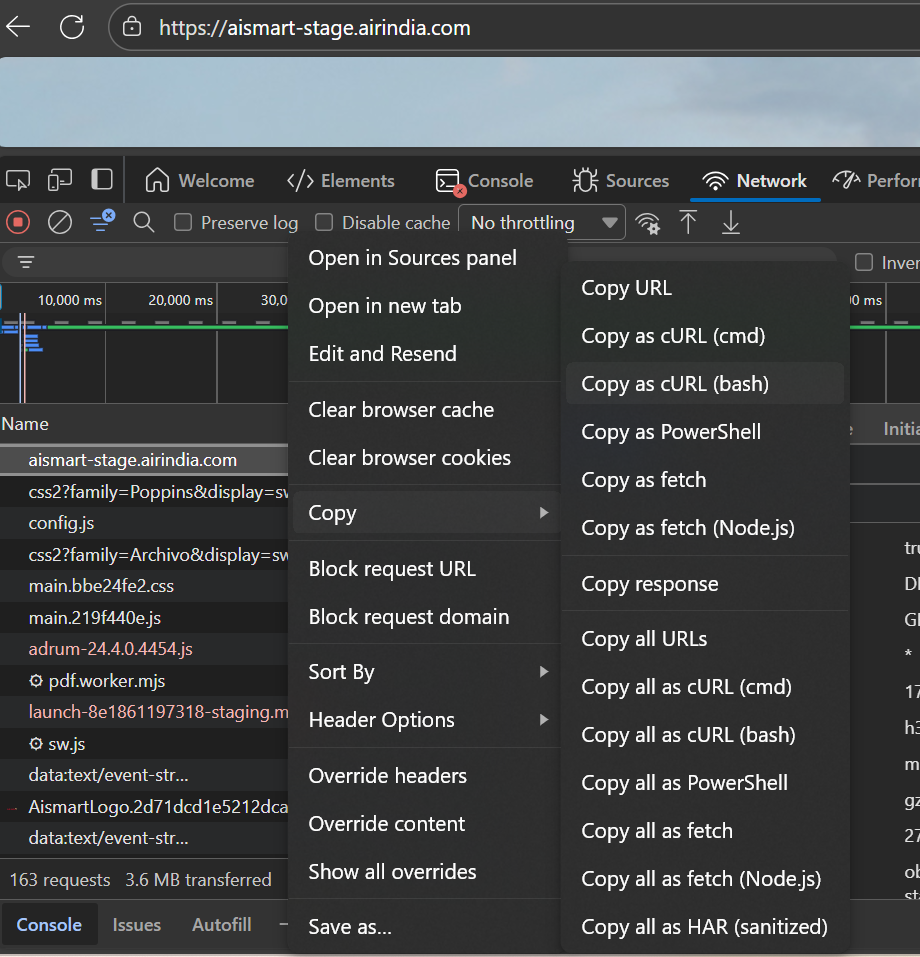 https://aismart-stage.airindia.com
Welcome
Elements
Console
Sources
Network
Perfor
Preserve log
Disable cache
No throttling
Inver
10,000 ms
20,000 ms
30,0
00 ms
Name
Initia
aismart-stage.airindia.com
css2?family=Poppins&display=sw
config.js
css2?family=Archivo&display=sw
main.bbe24fe2.css
main.219f440e.js
adrum-24.4.0.4454.js
pdf.worker.mjs
launch-8e1861197318-staging.m
sw.js
data:text/event-str...
AismartLogo.2d71dcd1e5212dca
data:text/event-str...
163 requests 3.6 MB transferred
Console
Issues
Autofill
Open in Sources panel
Open in new tab
Edit and Resend
Clear browser cache
Clear browser cookies
Copy
Block request URL
Block request domain
Sort By
Header Options
Override headers
Override content
Show all overrides
Save as...
Copy URL
Copy as cURL (cmd)
Copy as cURL (bash)
Copy as PowerShell
Copy as fetch
Copy as fetch (Node.js)
Copy response
Copy all URLs
Copy all as cURL (cmd)
Copy all as cURL (bash)
Copy all as PowerShell
Copy all as fetch
Copy all as fetch (Node.js)
Copy all as HAR (sanitized)
*
17
h3
gz
27